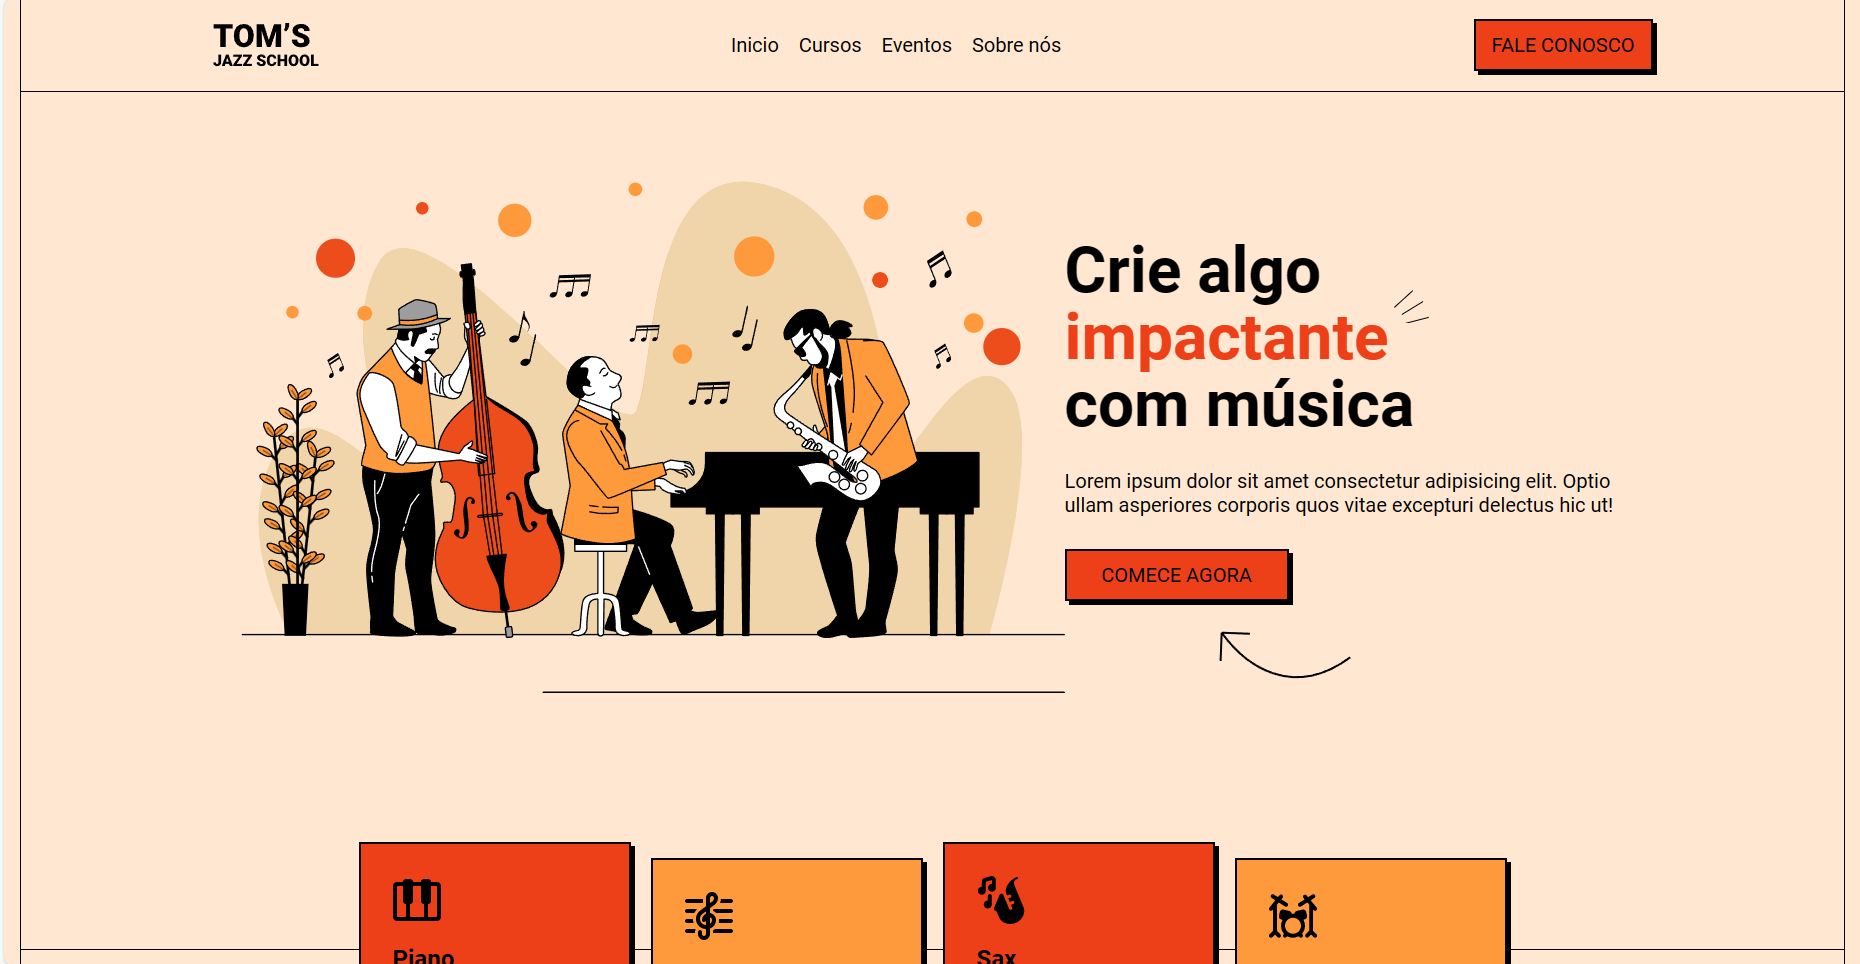 TOM'S
JAZZ SCHOOL
Inicio Cursos Eventos Sobre nós
FALE CONOSCO
Crie algo
impactante
com música
Lorem ipsum dolor sit amet consectetur adipisicing elit. Optio
ullam asperiores corporis quos vitae excepturi delectus hic ut!
COMECE AGORA
Piano
Sax